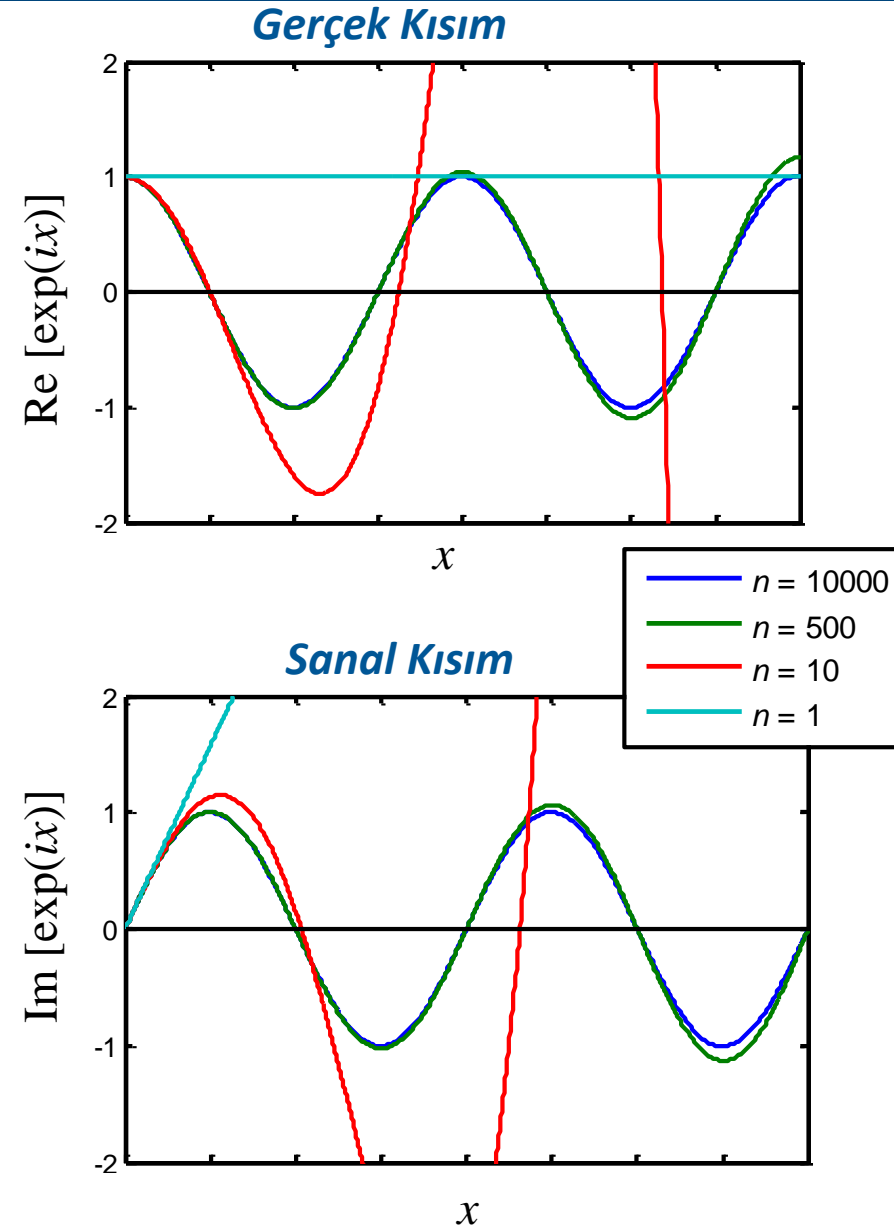 Gerçek Kısım
2
1
0
-1
-2
Re [exp(ix)]
x
n = 10000
n = 500
n = 10
n = 1
Sanal Kısım
2
1
0
-1
-2
Im [exp(ix)]
x